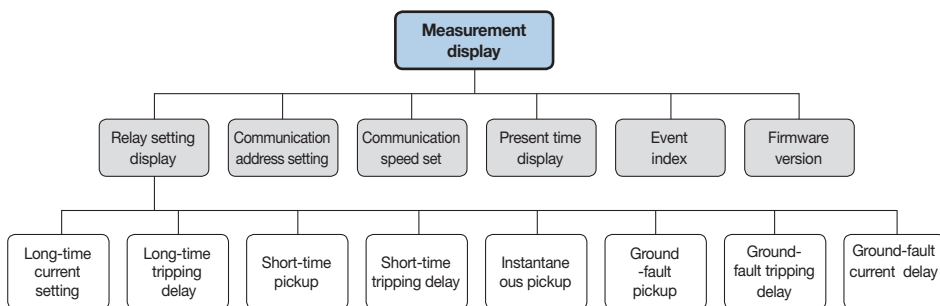 Measurement
display
Relay setting
display
Communication
address setting
Communication
speed set
Present time
display
Event
index
Firmware
version
Long-time
current
setting
Long-time
tripping
delay
Short-time
pickup
Short-time
tripping delay
Instantane
ous pickup
Ground
-fault
pickup
Ground-
fault tripping
delay
Ground-fault
current delay